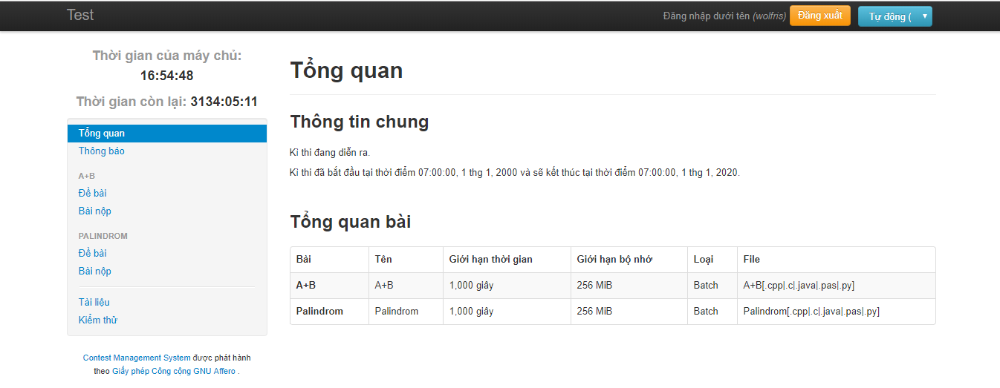 Test
Đăng nhập dưới tên (wolfris) Đăng xuất Tự động (
Thời gian của máy chủ:
16:54:48
Thời gian còn lại: 3134:05:11
Tổng quan
Thông báo
A+B
Đề bài
Bài nộp
PALINDROM
Đề bài
Bài nộp
Tài liệu
Kiểm thử
Contest Management System được phát hành
theo Giấy phép Công cộng GNU Affero .
Tổng quan
Thông tin chung
Kì thi đang diễn ra.
Kì thi đã bắt đầu tại thời điểm 07:00:00, 1 thg 1, 2000 và sẽ kết thúc tại thời điểm 07:00:00, 1 thg 1, 2020.
Tổng quan bài
Bài Tên Giới hạn thời gian Giới hạn bộ nhớ Loại File
A+B A+B 1,000 giây 256 MiB Batch A+B[.cpp|.c|.java|.pas|.py]
Palindrom Palindrom 1,000 giây 256 MiB Batch Palindrom[.cpp|.c|.java|.pas|.py]